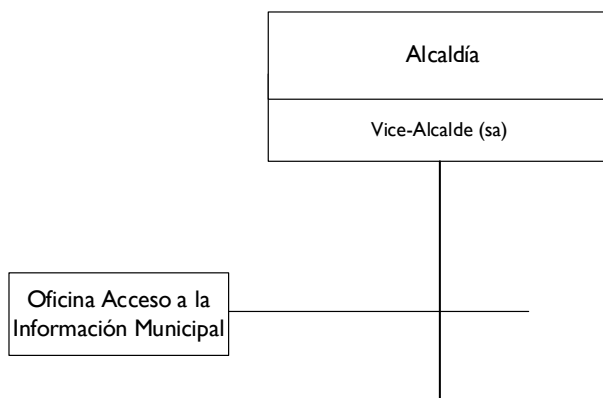 Alcaldía
Vice-Alcalde (sa)
Oficina Acceso a la
Información Municipal